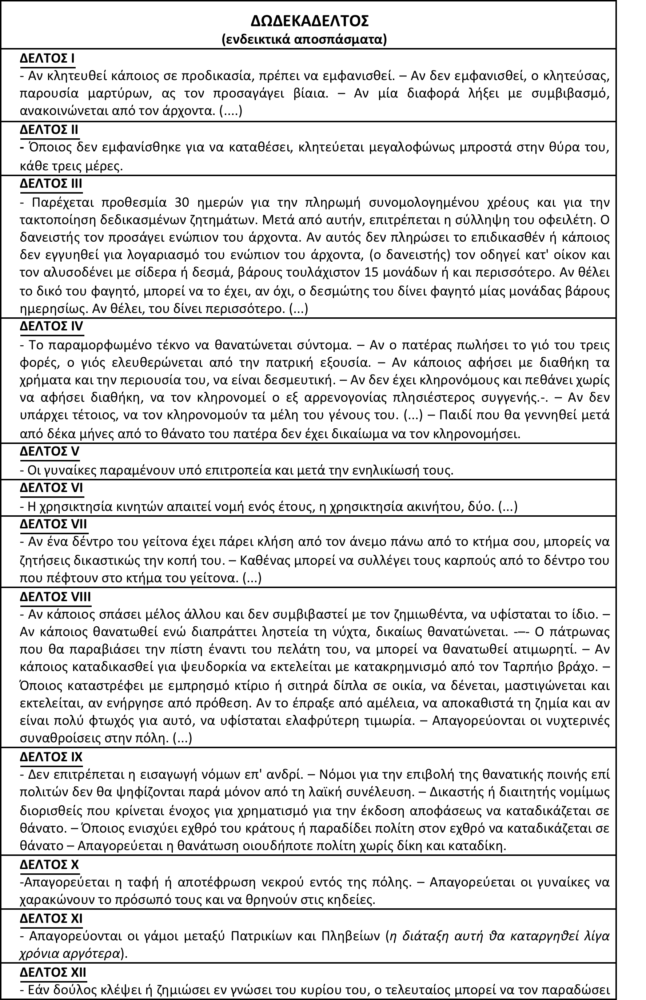 ΔΩΔΕΚΑΔΕΛΤΟΣ
(ενδεικτικά αποσπάσματα)
ΔΕΛΤΟΣ I
- Αν κλητευθεί κάποιος σε προδικασία, πρέπει να εμφανισθεί. – Αν δεν εμφανισθεί, ο κλητεύσας,
παρουσία μαρτύρων, ας τον προσαγάγει βίαια. – Αν μία διαφορά λήξει με συμβιβασμό,
ανακοινώνεται από τον άρχοντα. (....)
ΔΕΛΤΟΣ II
- Όποιος δεν εμφανίσθηκε για να καταθέσει, κλητεύεται μεγαλοφώνως μπροστά στην θύρα του,
κάθε τρεις μέρες.
ΔΕΛΤΟΣ III
- Παρέχεται προθεσμία 30 ημερών για την πληρωμή συνομολογημένου χρέους και για την
τακτοποίηση δεδικασμένων ζητημάτων. Μετά από αυτήν, επιτρέπεται η σύλληψη του οφειλέτη. Ο
δανειστής τον προσάγει ενώπιον του άρχοντα. Αν αυτός δεν πληρώσει το επιδικασθέν ή κάποιος
δεν εγγυηθεί για λογαριασμό του ενώπιον του άρχοντα, (ο δανειστής) τον οδηγεί κατ' οίκον και
τον αλυσοδένει με σίδερα ή δεσμά, βάρους τουλάχιστον 15 μονάδων ή και περισσότερο. Αν θέλει
το δικό του φαγητό, μπορεί να το έχει, αν όχι, ο δεσμώτης του δίνει φαγητό μίας μονάδας βάρους
ημερησίως. Αν θέλει, του δίνει περισσότερο. (...)
ΔΕΛΤΟΣ IV
- Το παραμορφωμένο τέκνο να θανατώνεται σύντομα. – Αν ο πατέρας πωλήσει το γιό του τρεις
φορές, ο γιός ελευθερώνεται από την πατρική εξουσία. – Αν κάποιος αφήσει με διαθήκη τα
χρήματα και την περιουσία του, να είναι δεσμευτική. – Αν δεν έχει κληρονόμους και πεθάνει χωρίς
να αφήσει διαθήκη, να τον κληρονομεί ο εξ αρρενογονίας πλησιέστερος συγγενής.-. – Αν δεν
υπάρχει τέτοιος, να τον κληρονομούν τα μέλη του γένους του. (...) – Παιδί που θα γεννηθεί μετά
από δέκα μήνες από το θάνατο του πατέρα δεν έχει δικαίωμα να τον κληρονομήσει.
ΔΕΛΤΟΣ V
- Οι γυναίκες παραμένουν υπό επιτροπεία και μετά την ενηλικίωσή τους.
ΔΕΛΤΟΣ VI
- Η χρησικτησία κινητών απαιτεί νομή ενός έτους, η χρησικτησία ακινήτου, δύο. (...)
ΔΕΛΤΟΣ VII
- Αν ένα δέντρο του γείτονα έχει πάρει κλήση από τον άνεμο πάνω από το κτήμα σου, μπορείς να
ζητήσεις δικαστικώς την κοπή του. – Καθένας μπορεί να συλλέγει τους καρπούς από το δέντρο του
που πέφτουν στο κτήμα του γείτονα. (...)
ΔΕΛΤΟΣ VIII
- Αν κάποιος σπάσει μέλος άλλου και δεν συμβιβαστεί με τον ζημιωθέντα, να υφίσταται το ίδιο. –
Αν κάποιος θανατωθεί ενώ διαπράττει ληστεία τη νύχτα, δικαίως θανατώνεται. -–- Ο πάτρωνας
που θα παραβιάσει την πίστη έναντι του πελάτη του, να μπορεί να θανατωθεί ατιμωρητί. – Αν
κάποιος καταδικασθεί για ψευδορκία να εκτελείται με κατακρημνισμό από τον Ταρπήιο βράχο. –
Όποιος καταστρέφει με εμπρησμό κτίριο ή σιτηρά δίπλα σε οικία, να δένεται, μαστιγώνεται και
εκτελείται, αν ενήργησε από πρόθεση. Αν το έπραξε από αμέλεια, να αποκαθιστά τη ζημία και αν
είναι πολύ φτωχός για αυτό, να υφίσταται ελαφρύτερη τιμωρία. – Απαγορεύονται οι νυχτερινές
συναθροίσεις στην πόλη. (...)
ΔΕΛΤΟΣ IX
- Δεν επιτρέπεται η εισαγωγή νόμων επ' ανδρί. – Νόμοι για την επιβολή της θανατικής ποινής επί
πολιτών δεν θα ψηφίζονται παρά μόνον από τη λαϊκή συνέλευση. – Δικαστής ή διαιτητής νομίμως
διορισθείς που κρίνεται ένοχος για χρηματισμό για την έκδοση αποφάσεως να καταδικάζεται σε
θάνατο. – Όποιος ενισχύει εχθρό του κράτους ή παραδίδει πολίτη στον εχθρό να καταδικάζεται σε
θάνατο – Απαγορεύεται η θανάτωση οιουδήποτε πολίτη χωρίς δίκη και καταδίκη.
ΔΕΛΤΟΣ X
-Απαγορεύεται η ταφή ή αποτέφρωση νεκρού εντός της πόλης. – Απαγορεύεται οι γυναίκες να
χαρακώνουν το πρόσωπό τους και να θρηνούν στις κηδείες.
ΔΕΛΤΟΣ XI
- Απαγορεύονται οι γάμοι μεταξύ Πατρικίων και Πληβείων (η διάταξη αυτή θα καταργηθεί λίγα
χρόνια αργότερα).
ΔΕΛΤΟΣ XII
- Εάν δούλος κλέψει ή ζημιώσει εν γνώσει του κυρίου του, ο τελευταίος μπορεί να τον παραδώσει